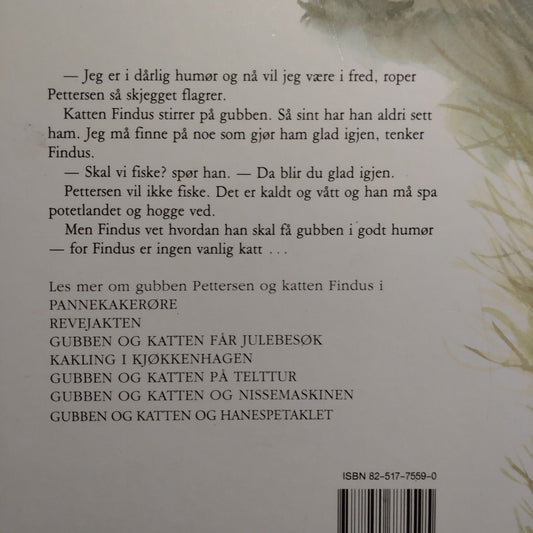 — Jeg er i dårlig humør og nå vil jeg være i fred, roper
Pettersen så skjegget flagrer.
Katten Findus stirrer på gubben. Så sint har han aldri sett
ham. Jeg må finne på noe som gjør ham glad igjen, tenker
Findus.
— Skal vi fiske? spør han. — Da blir du glad igjen.
Pettersen vil ikke fiske. Det er kaldt og vått og han må spa
potetlandet og hogge ved.
Men Findus vet hvordan han skal få gubben i godt humør
— for Findus er ingen vanlig katt . . .
Les mer om gubben Pettersen og katten Findus i
PANNEKAKERØRE
REVEJAKTEN
GUBBEN OG KATTEN FÅR JULEBESØK
KAKLING I KJØKKENHAGEN
GUBBEN OG KATTEN PÅ TELTTUR
GUBBEN OG KATTEN OG NISSEMASKINEN
GUBBEN OG KATTEN OG HANESPETAKLET
ISBN 82–517–7559–0